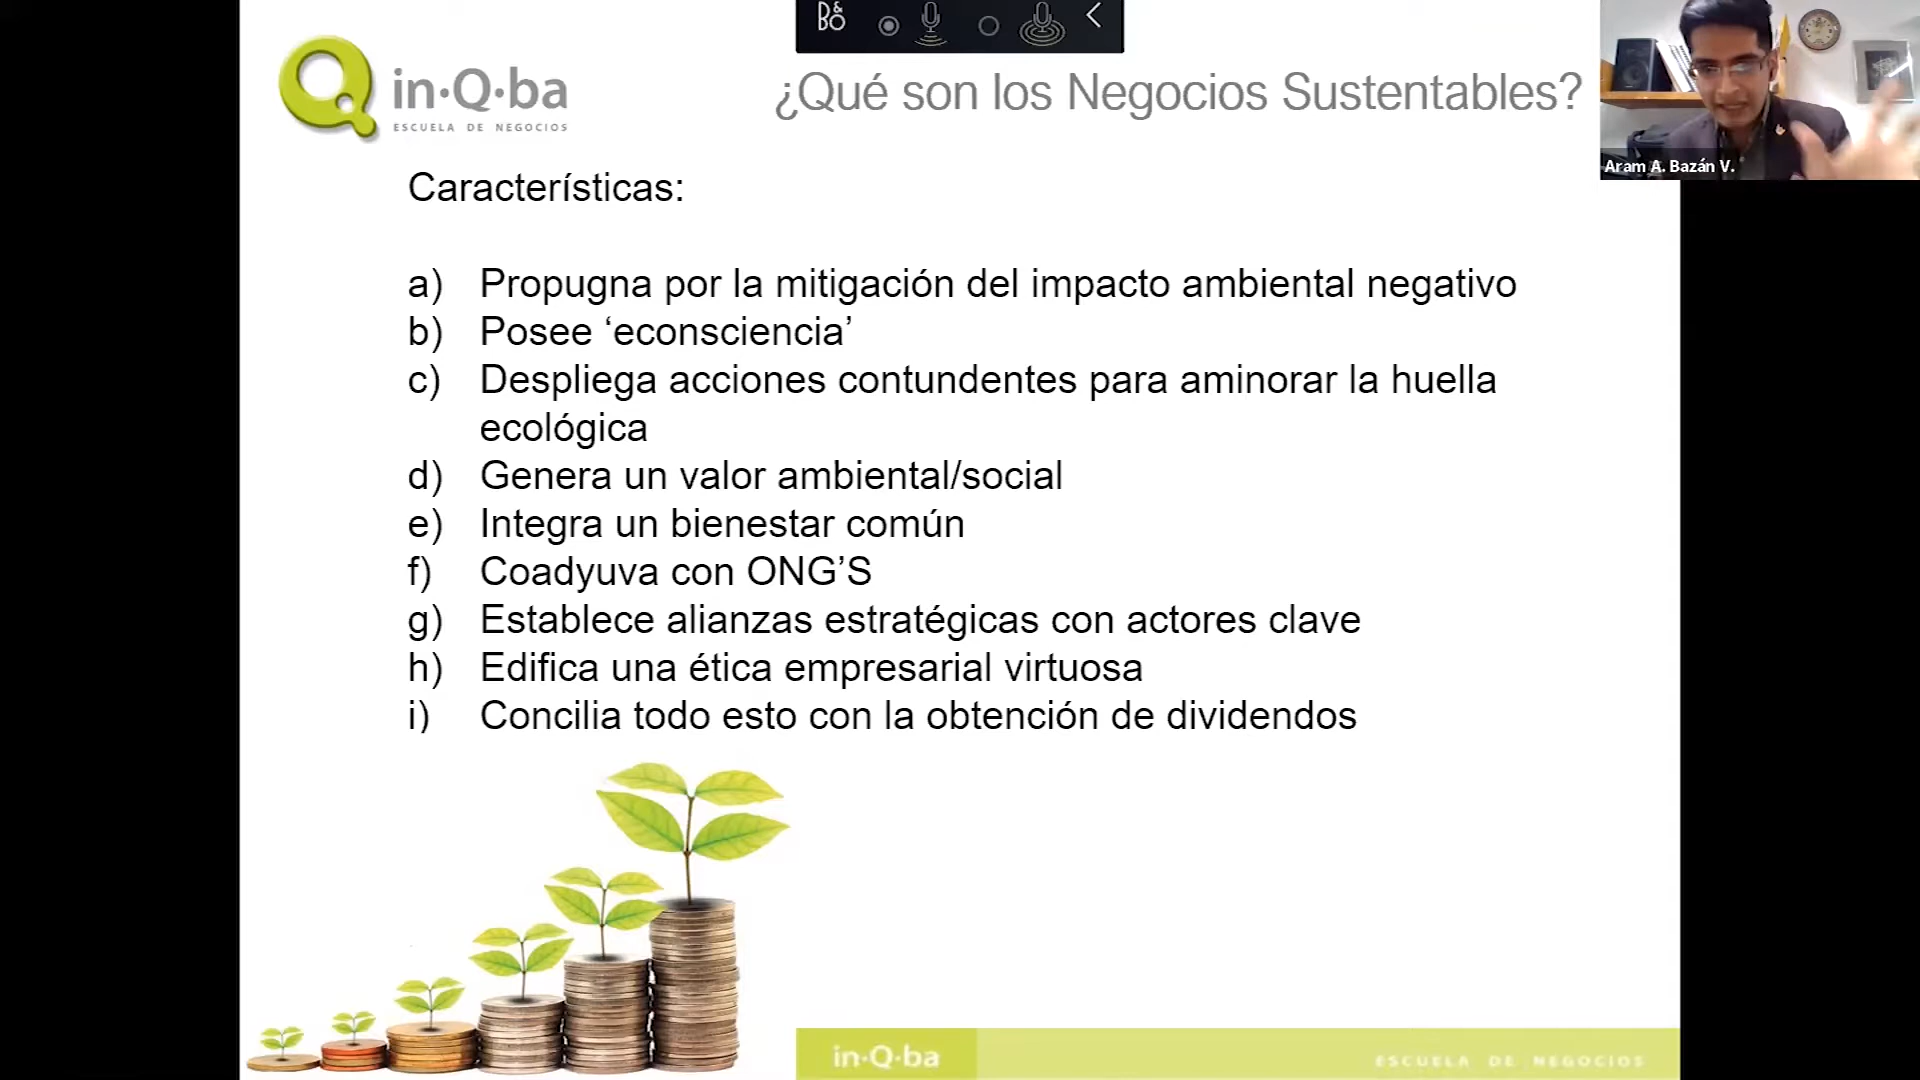 B&O
in·Q·ba
ESCUELA DE NEGOCIOS
¿Qué son los Negocios Sustentables?
Aram A. Bazán V.
Características:
a) Propugna por la mitigación del impacto ambiental negativo
b) Posee ‘econsciencia’
c) Despliega acciones contundentes para aminorar la huella
ecológica
d) Genera un valor ambiental/social
e) Integra un bienestar común
f) Coadyuva con ONG’S
g) Establece alianzas estratégicas con actores clave
h) Edifica una ética empresarial virtuosa
i) Concilia todo esto con la obtención de dividendos
in·Q·ba
ESCUELA DE NEGOCIOS